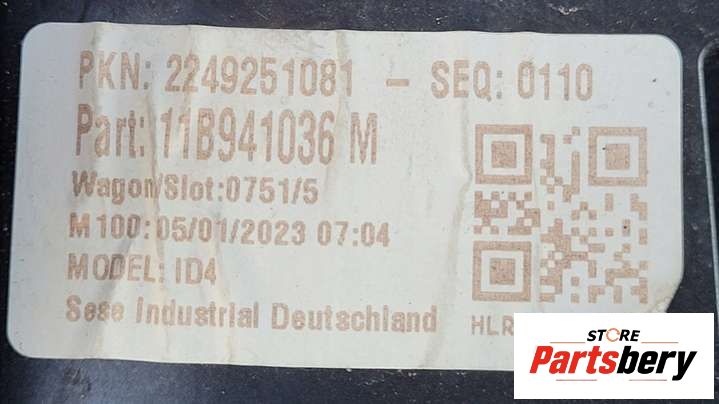 PKN: 2249251081 - SEQ: 0110
Part: 11B941036 M
Wagon/Slot:0751/5
M100: 05/01/2023 07:04
MODEL: ID4
Sese Industrial Deutschland
HLR
STORE
Partsbery